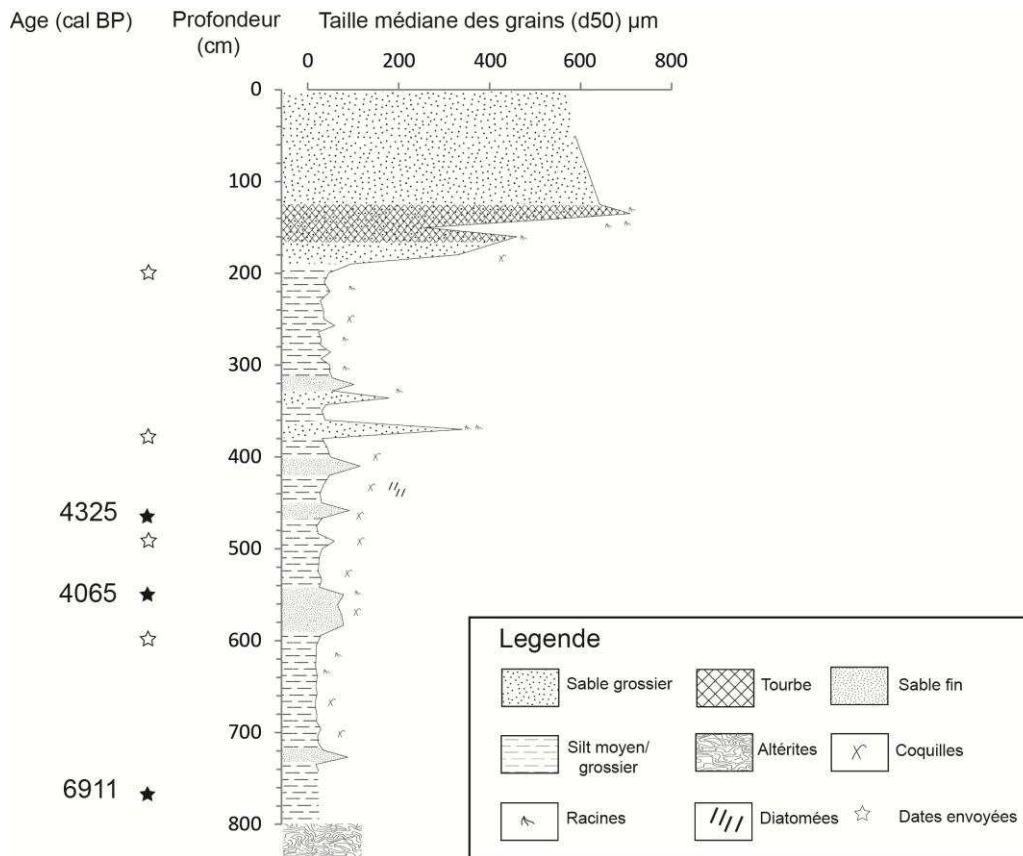 Age (cal BP) Profondeur (cm) Taille médiane des grains (d50) µm
0 200 400 600 800
0
100
200
300
400
4325
500
4065
600
700
6911
800
Legende
Sable grossier Tourbe Sable fin
Silt moyen/ grossier Altérites Coquilles
Racines Diatomées Dates envoyées